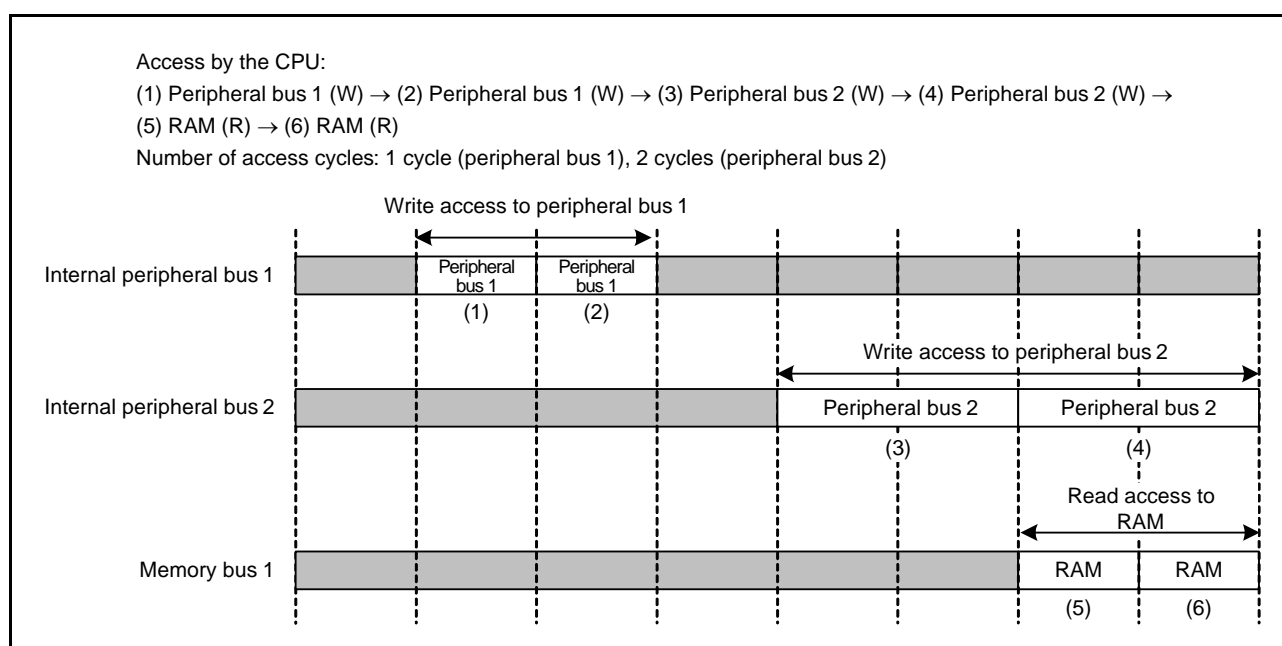 Access by the CPU:
(1) Peripheral bus 1 (W) → (2) Peripheral bus 1 (W) → (3) Peripheral bus 2 (W) → (4) Peripheral bus 2 (W) →
(5) RAM (R) → (6) RAM (R)
Number of access cycles: 1 cycle (peripheral bus 1), 2 cycles (peripheral bus 2)
Write access to peripheral bus 1
Internal peripheral bus 1
Peripheral
bus 1
Peripheral
bus 1
(1)
(2)
Write access to peripheral bus 2
Internal peripheral bus 2
Peripheral bus 2
Peripheral bus 2
(3)
(4)
Read access to
RAM
Memory bus 1
RAM
RAM
(5)
(6)